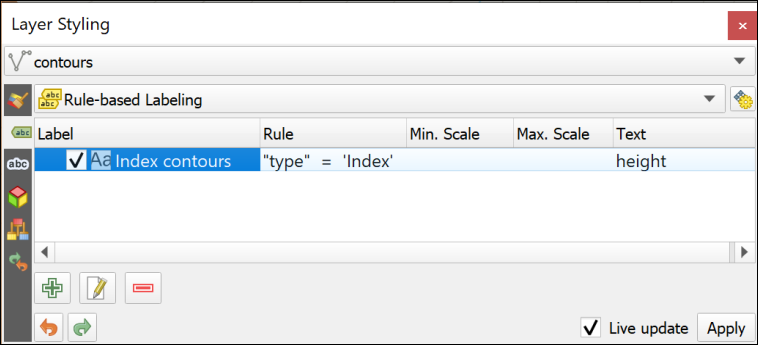 Layer Styling
contours
Rule-based Labeling
Label Rule Min. Scale Max. Scale Text
Index contours "type" = 'Index' height
Live update Apply